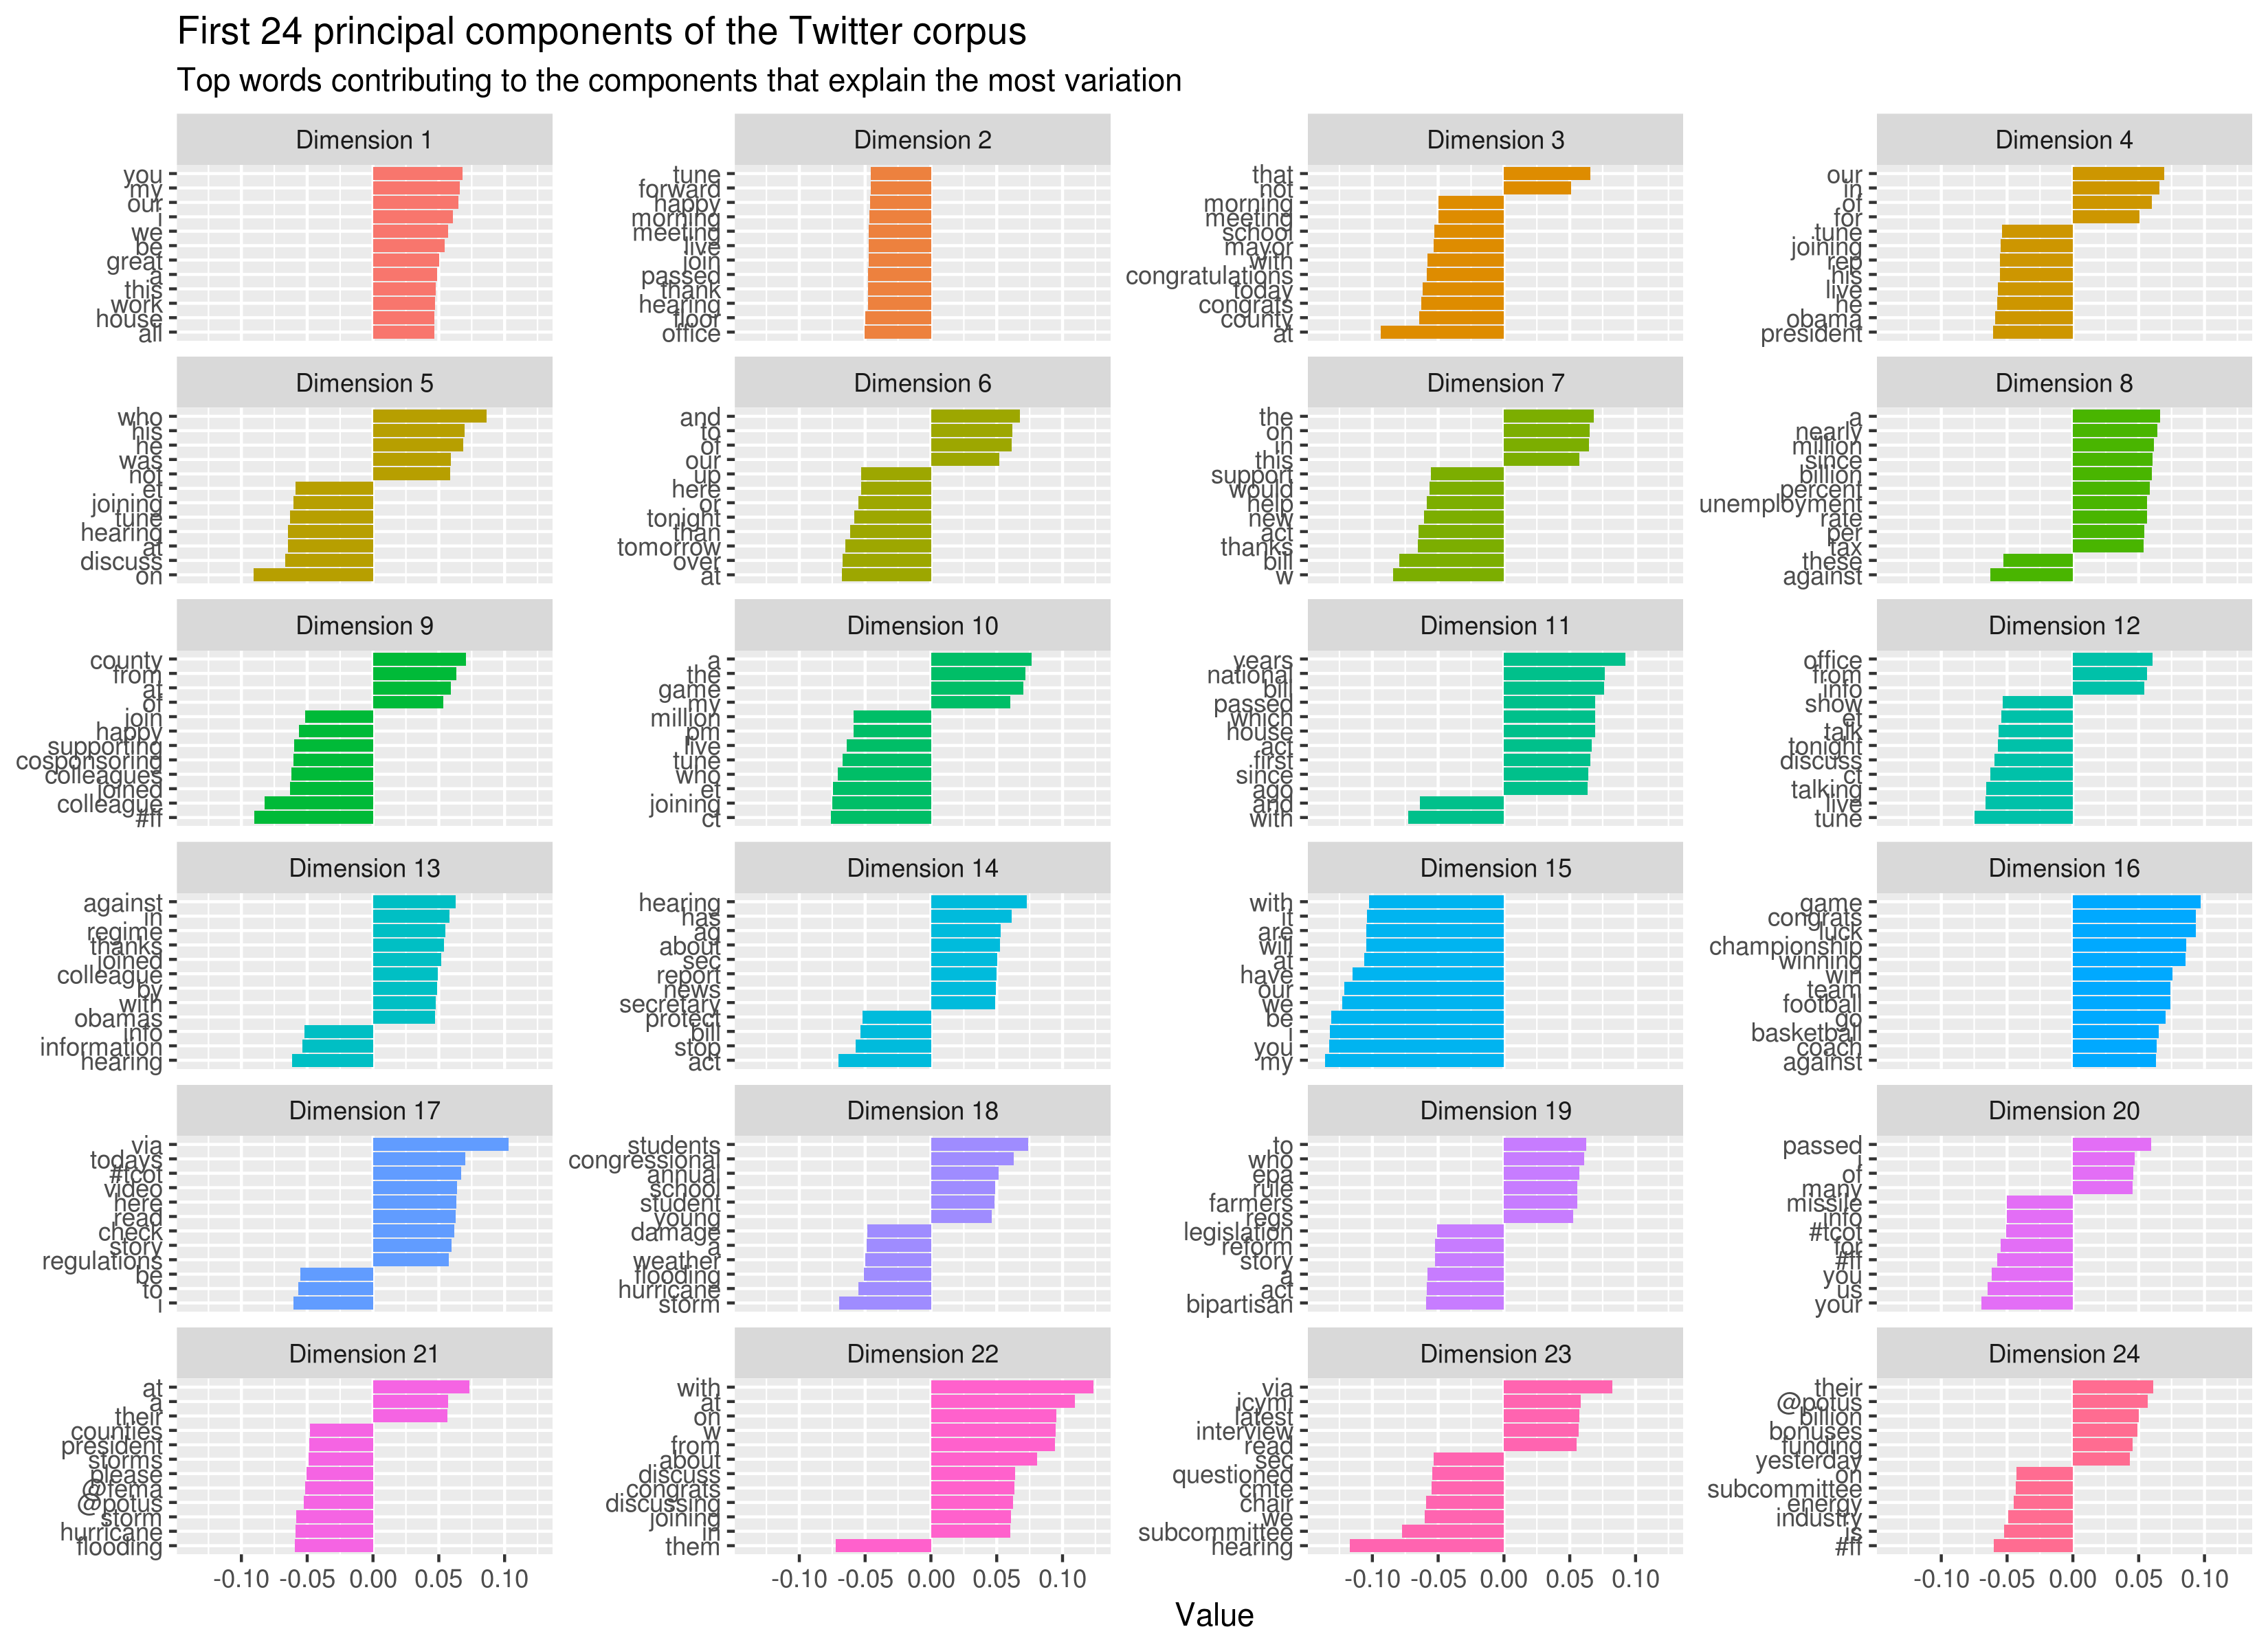 First 24 principal components of the Twitter corpus
Top words contributing to the components that explain the most variation
Dimension 1
you
my
our
i
we
be
great
a
this
work
house
all
Dimension 2
tune
forward
happy
morning
meeting
live
join
passed
thank
hearing
floor
office
Dimension 3
that
not
morning
meeting
school
mayor
with
congratulations
today
congrats
county
at
Dimension 4
our
in
of
for
tune
joining
rep
his
live
he
obama
president
Dimension 5
who
his
he
was
not
et
joining
tune
hearing
at
discuss
on
Dimension 6
and
to
of
our
up
here
or
tonight
than
tomorrow
over
at
Dimension 7
the
on
in
this
support
would
help
new
act
thanks
bill
w
Dimension 8
a
nearly
million
since
billion
percent
unemployment
rate
per
tax
these
against
Dimension 9
county
from
at
of
join
happy
supporting
cosponsoring
colleagues
joined
colleague
#ff
Dimension 10
a
the
game
my
million
pm
live
tune
who
et
joining
ct
Dimension 11
years
national
bill
passed
which
house
act
first
since
ago
and
with
Dimension 12
office
from
info
show
et
talk
tonight
discuss
ct
talking
live
tune
Dimension 13
against
in
regime
thanks
joined
colleague
by
with
obamas
info
information
hearing
Dimension 14
hearing
has
ag
about
sec
report
news
secretary
protect
bill
stop
act
Dimension 15
with
it
are
will
at
have
our
we
be
i
you
my
Dimension 16
game
congrats
luck
championship
winning
win
team
football
go
basketball
coach
against
Dimension 17
via
todays
#tcot
video
here
read
check
story
regulations
be
to
i
Dimension 18
students
congressional
annual
school
student
young
damage
a
weather
flooding
hurricane
storm
Dimension 19
to
who
epa
rule
farmers
regs
legislation
reform
story
a
act
bipartisan
Dimension 20
passed
i
of
many
missile
info
#tcot
for
#ff
you
us
your
Dimension 21
at
a
their
counties
president
storms
please
@fema
@potus
storm
hurricane
flooding
Dimension 22
with
at
on
w
from
about
discuss
congrats
discussing
joining
in
them
Dimension 23
via
icymi
latest
interview
read
sec
questioned
cmte
chair
we
subcommittee
hearing
Dimension 24
their
@potus
billion
bonuses
funding
yesterday
on
subcommittee
energy
industry
is
#ff
-0.10 -0.05 0.00 0.05 0.10
-0.10 -0.05 0.00 0.05 0.10
-0.10 -0.05 0.00 0.05 0.10
-0.10 -0.05 0.00 0.05 0.10
Value